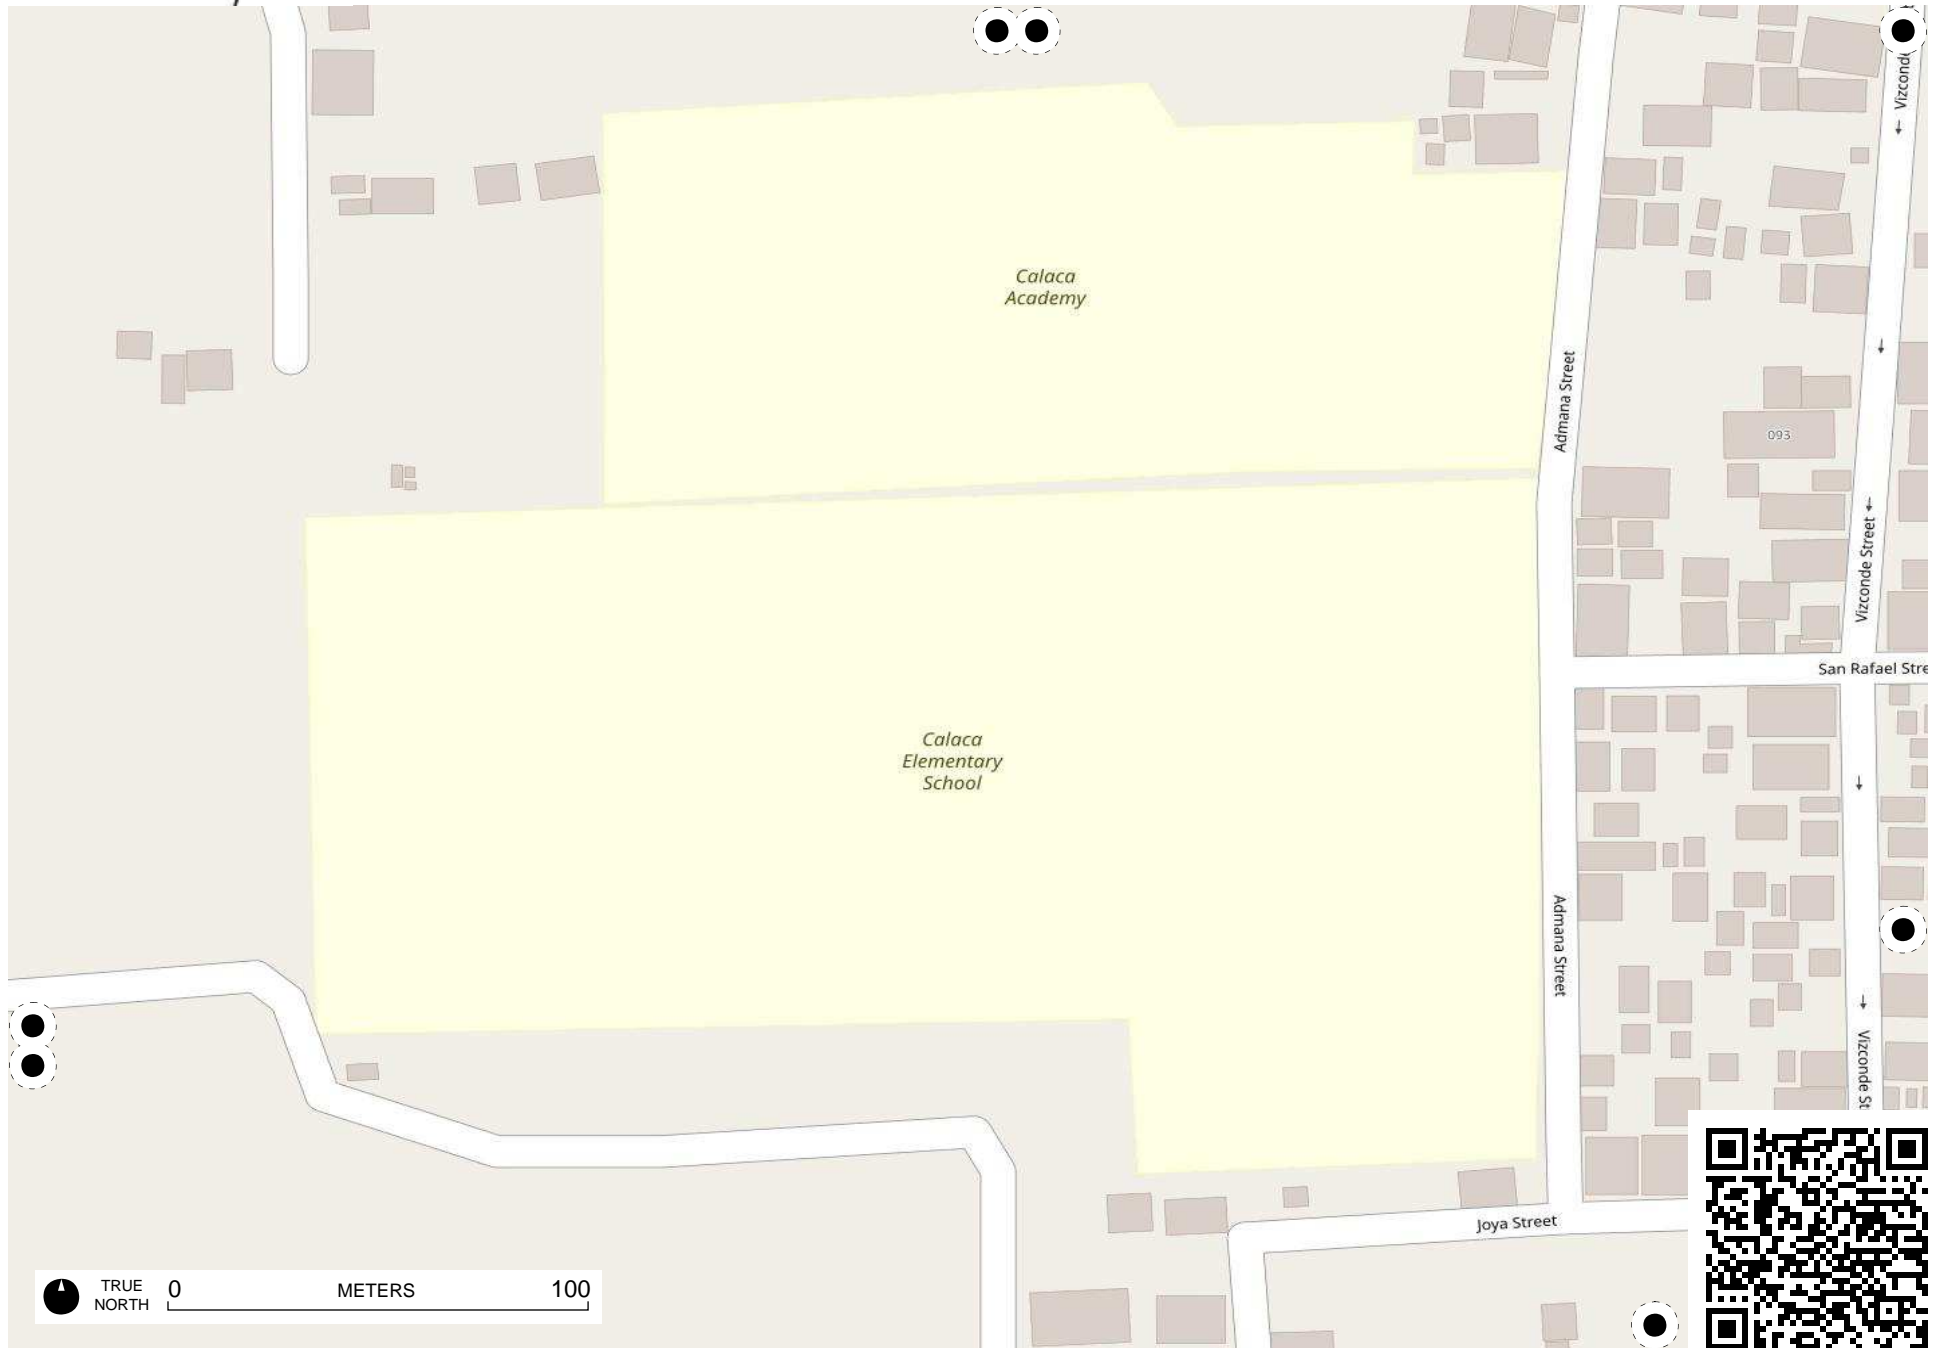 Vizconde
Calaca
Academy
Admana Street
093
Vizconde Street
San Rafael Stre
Calaca
Elementary
School
Admana Street
Vizconde St
Joya Street
TRUE
NORTH
0
METERS
100